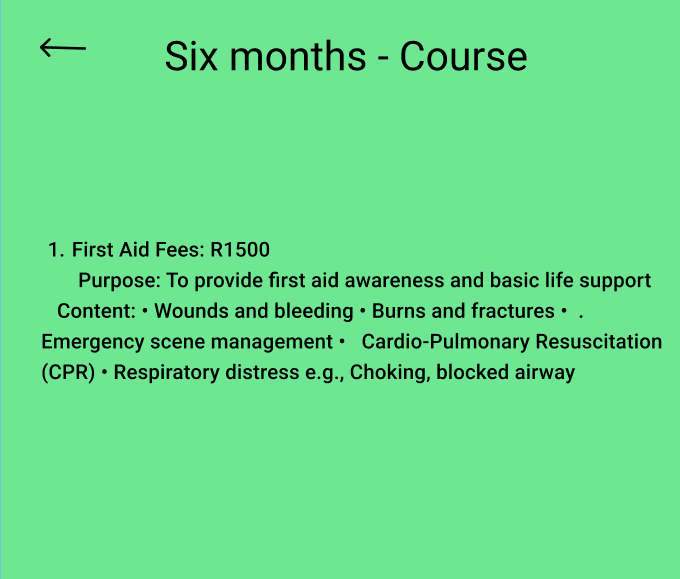 Six months - Course
1. First Aid Fees: R1500
Purpose: To provide first aid awareness and basic life support
Content: • Wounds and bleeding • Burns and fractures • .
Emergency scene management • Cardio-Pulmonary Resuscitation
(CPR) • Respiratory distress e.g., Choking, blocked airway